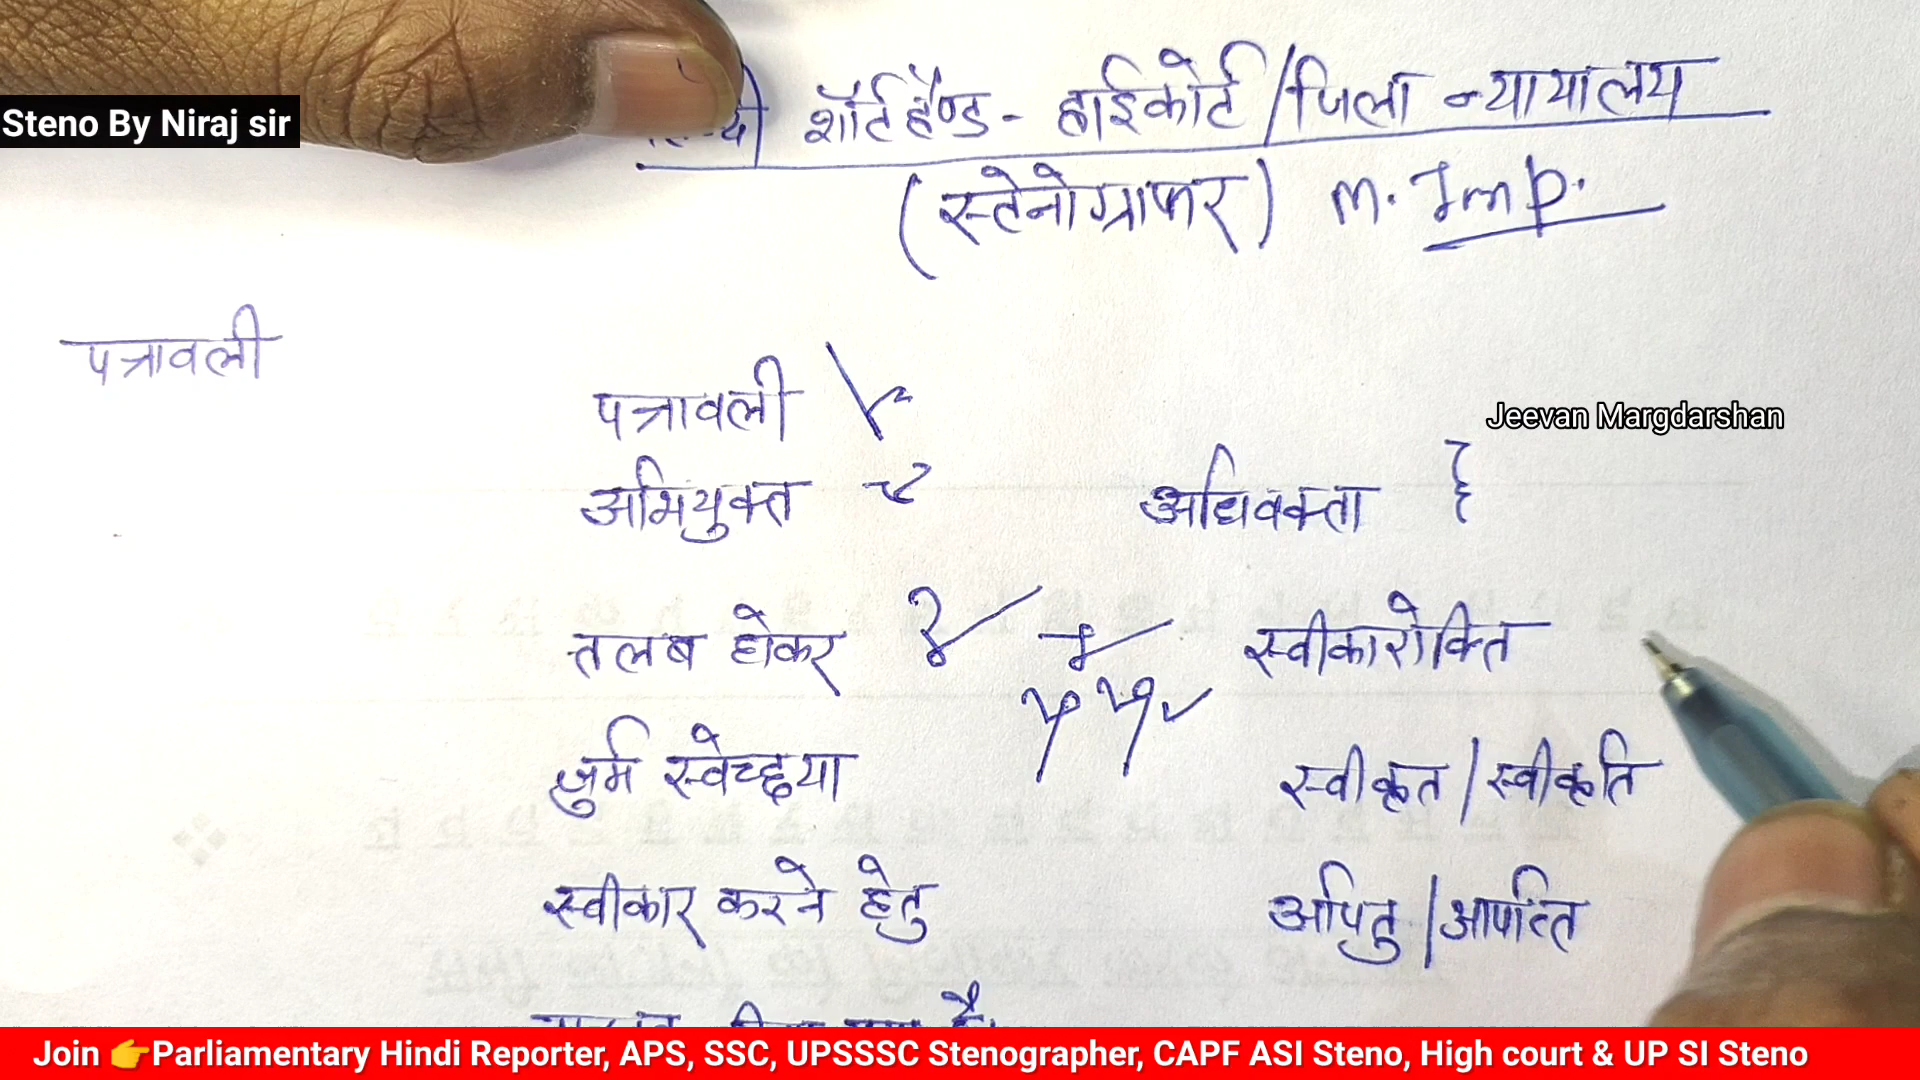 Steno By Niraj sir
शॉर्टहैण्ड - हाईकोर्ट/जिला न्यायालय
(स्टेनोग्राफर) m. Imp.
पत्रावली
पत्रावली
Jeevan Margdarshan
अभियुक्त अधिवक्ता
तलब होकर स्वीकारोक्ति
जुर्म स्वेच्छया स्वीकृत/स्वीकृति
स्वीकार करने हेतु अपितु/आपत्ति
Join 👉Parliamentary Hindi Reporter, APS, SSC, UPSSSC Stenographer, CAPF ASI Steno, High court & UP SI Steno